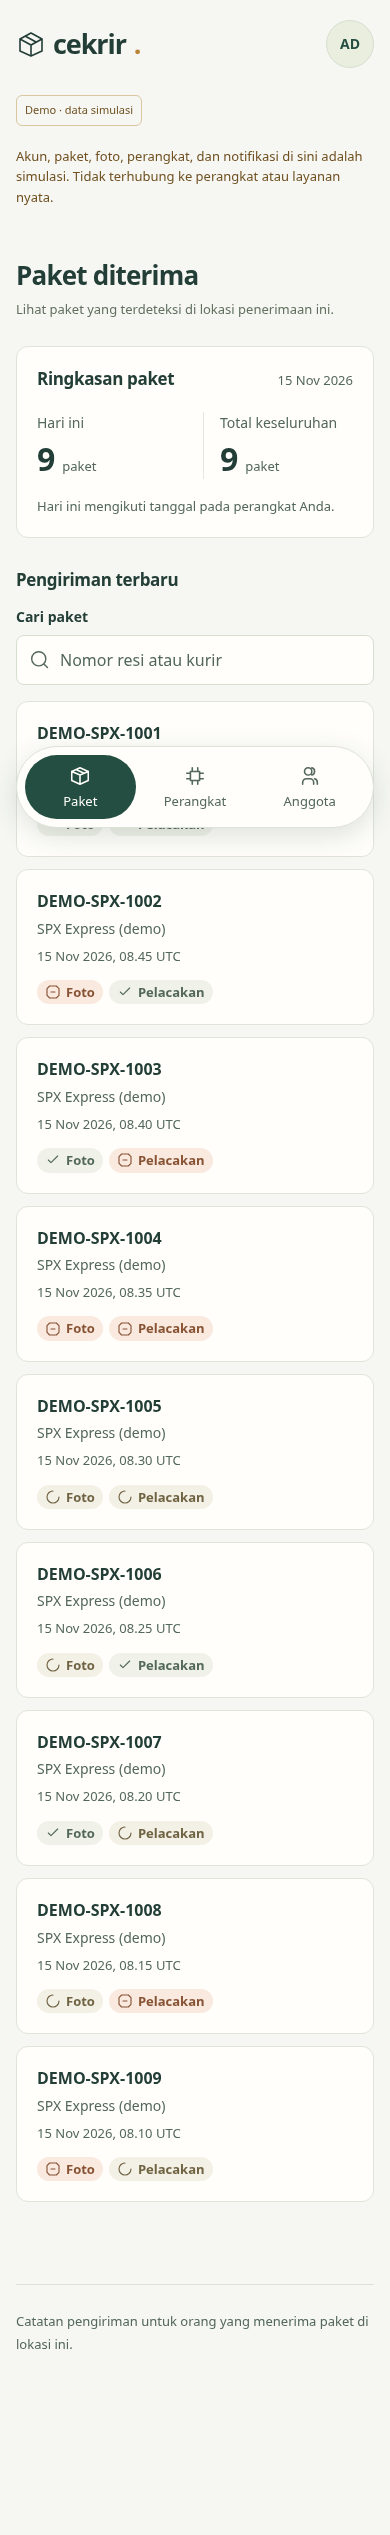 cekrir.
AD
Demo · data simulasi
Akun, paket, foto, perangkat, dan notifikasi di sini adalah
simulasi. Tidak terhubung ke perangkat atau layanan
nyata.
Paket diterima
Lihat paket yang terdeteksi di lokasi penerimaan ini.
Ringkasan paket
15 Nov 2026
Hari ini
9 paket
Total keseluruhan
9 paket
Hari ini mengikuti tanggal pada perangkat Anda.
Pengiriman terbaru
Cari paket
Nomor resi atau kurir
DEMO-SPX-1001
Paket
Perangkat
Anggota
DEMO-SPX-1002
SPX Express (demo)
15 Nov 2026, 08.45 UTC
Foto
Pelacakan
DEMO-SPX-1003
SPX Express (demo)
15 Nov 2026, 08.40 UTC
Foto
Pelacakan
DEMO-SPX-1004
SPX Express (demo)
15 Nov 2026, 08.35 UTC
Foto
Pelacakan
DEMO-SPX-1005
SPX Express (demo)
15 Nov 2026, 08.30 UTC
Foto
Pelacakan
DEMO-SPX-1006
SPX Express (demo)
15 Nov 2026, 08.25 UTC
Foto
Pelacakan
DEMO-SPX-1007
SPX Express (demo)
15 Nov 2026, 08.20 UTC
Foto
Pelacakan
DEMO-SPX-1008
SPX Express (demo)
15 Nov 2026, 08.15 UTC
Foto
Pelacakan
DEMO-SPX-1009
SPX Express (demo)
15 Nov 2026, 08.10 UTC
Foto
Pelacakan
Catatan pengiriman untuk orang yang menerima paket di
lokasi ini.